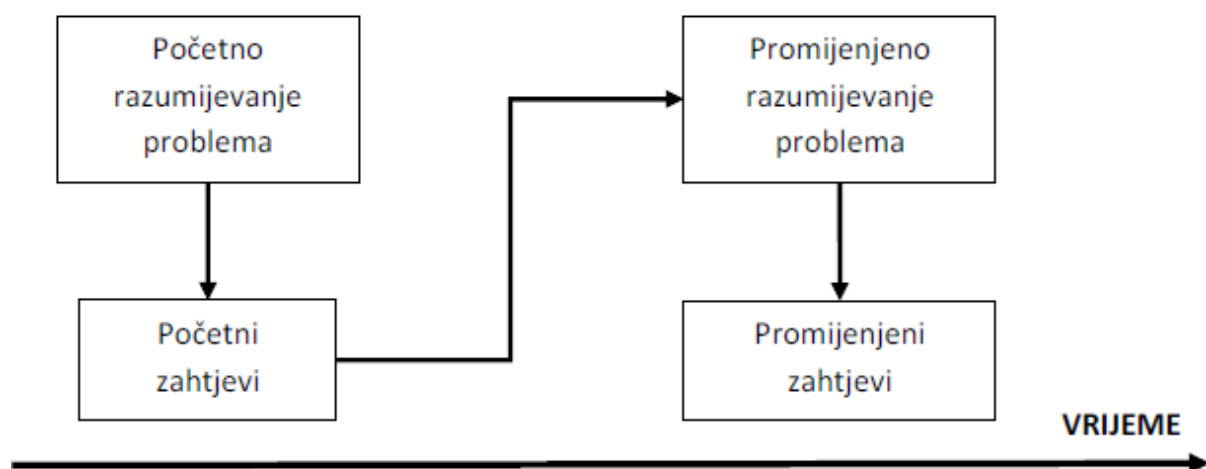 Početno
razumijevanje
problema
Promijenjeno
razumijevanje
problema
Početni
zahtjevi
Promijenjeni
zahtjevi
VRIJEME